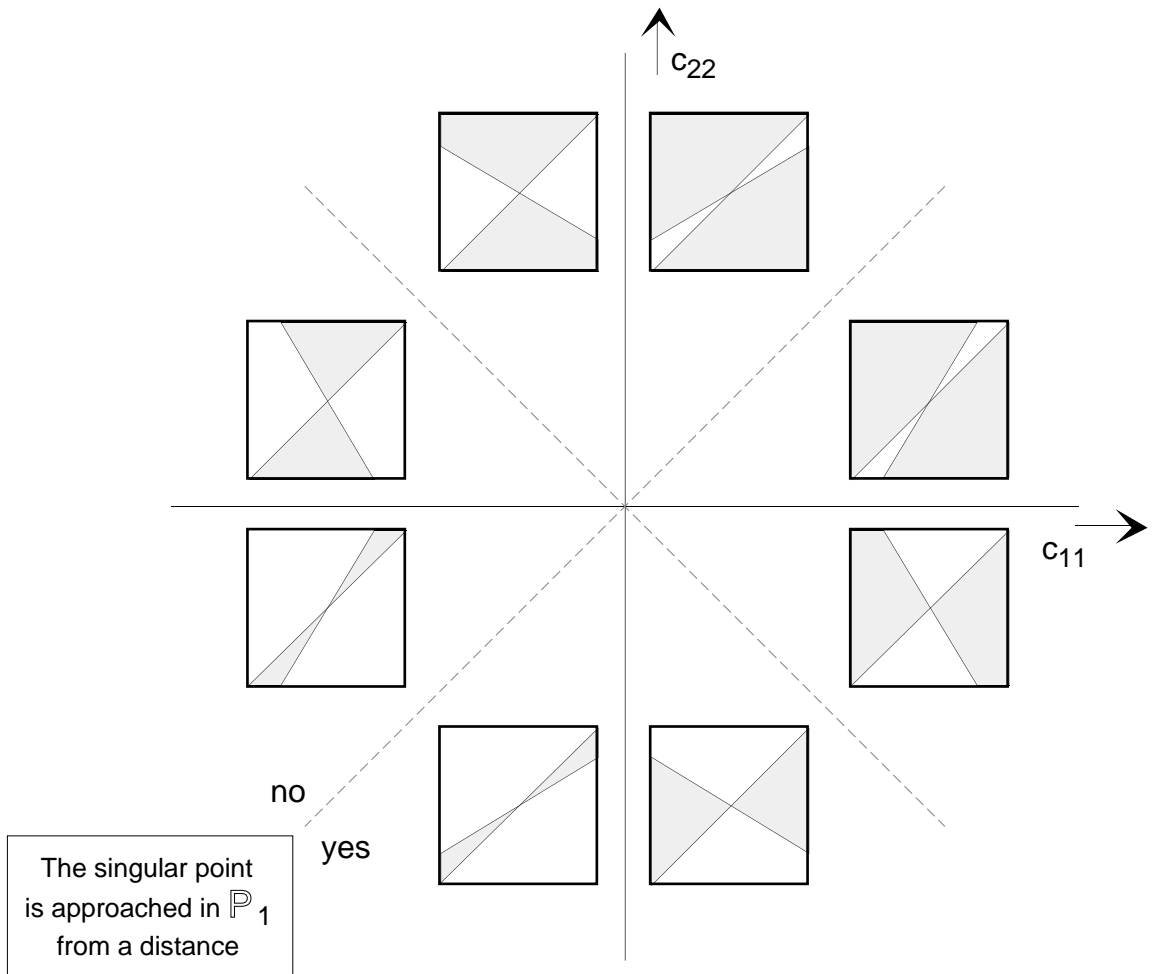 c22
c11
no
yes
The singular point
is approached in ℙ1
from a distance